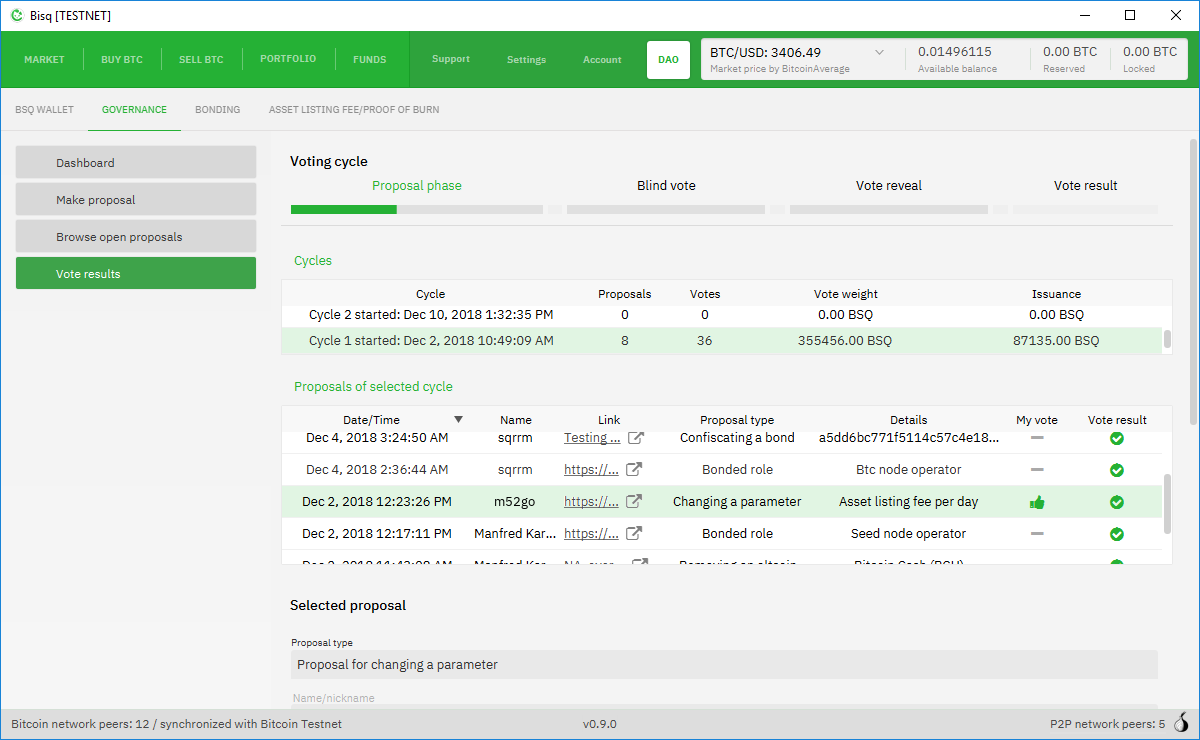 Bisq [TESTNET]
MARKET BUY BTC SELL BTC PORTFOLIO FUNDS Support Settings Account DAO BTC/USD: 3406.49 0.01496115 0.00 BTC 0.00 BTC
Market price by BitcoinAverage Available balance Reserved Locked
BSQ WALLET GOVERNANCE BONDING ASSET LISTING FEE/PROOF OF BURN
Dashboard
Make proposal
Browse open proposals
Vote results
Voting cycle
Proposal phase Blind vote Vote reveal Vote result
Cycles
Cycle Proposals Votes Vote weight Issuance
Cycle 2 started: Dec 10, 2018 1:32:35 PM 0 0 0.00 BSQ 0.00 BSQ
Cycle 1 started: Dec 2, 2018 10:49:09 AM 8 36 355456.00 BSQ 87135.00 BSQ
Proposals of selected cycle
Date/Time Name Link Proposal type Details My vote Vote result
Dec 4, 2018 3:24:50 AM sqrrm Testing ... Confiscating a bond a5dd6bc771f5114c57c4e18...
Dec 4, 2018 2:36:44 AM sqrrm https://... Bonded role Btc node operator
Dec 2, 2018 12:23:26 PM m52go https://... Changing a parameter Asset listing fee per day
Dec 2, 2018 12:17:11 PM Manfred Kar... https://... Bonded role Seed node operator
Selected proposal
Proposal type
Proposal for changing a parameter
Name/nickname
Bitcoin network peers: 12 / synchronized with Bitcoin Testnet v0.9.0 P2P network peers: 5